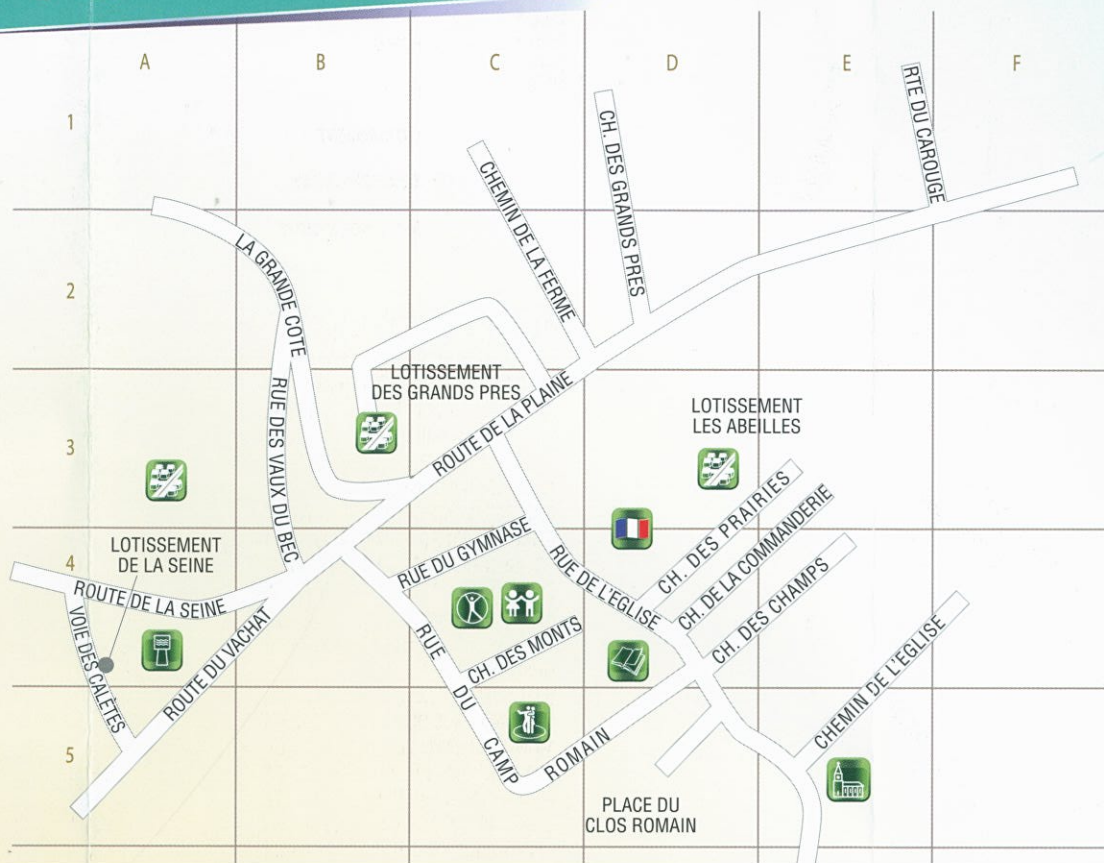 A
B
C
D
E
F
1
2
3
4
5
RTE DU CAROUGE
CH. DES GRANDS PRES
CHEMIN DE LA FERME
LA GRANDE COTE
LOTISSEMENT
DES GRANDS PRES
RUE DES VAUX DU BEC
ROUTE DE LA PLAINE
LOTISSEMENT
LES ABEILLES
CH. DES PRAIRIES
CH. DE LA COMMANDERIE
CH. DES CHAMPS
RUE DU GYMNASE
RUE DE L'EGLISE
LOTISSEMENT
DE LA SEINE
ROUTE DE LA SEINE
VOIE DES CALÈTES
ROUTE DU VACHAT
RUE DU CAMP ROMAIN
CH. DES MONTS
CHEMIN DE L'EGLISE
PLACE DU
CLOS ROMAIN